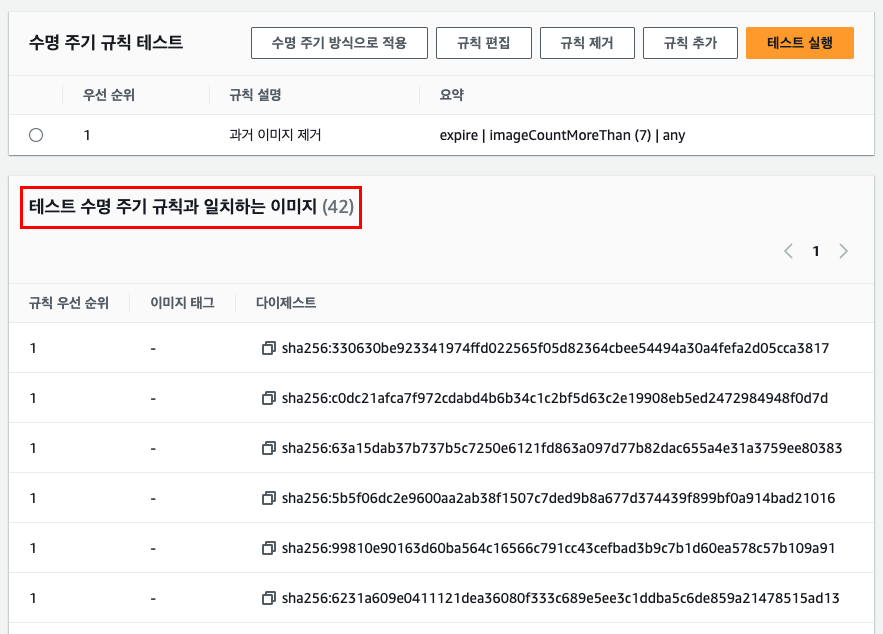 수명 주기 규칙 테스트
수명 주기 방식으로 적용 규칙 편집 규칙 제거 규칙 추가 테스트 실행
우선 순위 규칙 설명 요약
1 과거 이미지 제거 expire | imageCountMoreThan (7) | any
테스트 수명 주기 규칙과 일치하는 이미지 (42)
1
규칙 우선 순위 이미지 태그 다이제스트
1 - sha256:330630be923341974ffd022565f05d82364cbee54494a30a4fefa2d05cca3817
1 - sha256:c0dc21afca7f972cdabd4b6b34c1c2bf5d63c2e19908eb5ed2472984948f0d7d
1 - sha256:63a15dab37b737b5c7250e6121fd863a097d77b82dac655a4e31a3759ee80383
1 - sha256:5b5f06dc2e9600aa2ab38f1507c7ded9b8a677d374439f899bf0a914bad21016
1 - sha256:99810e90163d60ba564c16566c791cc43cefbad3b9c7b1d60ea578c57b109a91
1 - sha256:6231a609e0411121dea36080f333c689e5ee3c1ddba5c6de859a21478515ad13